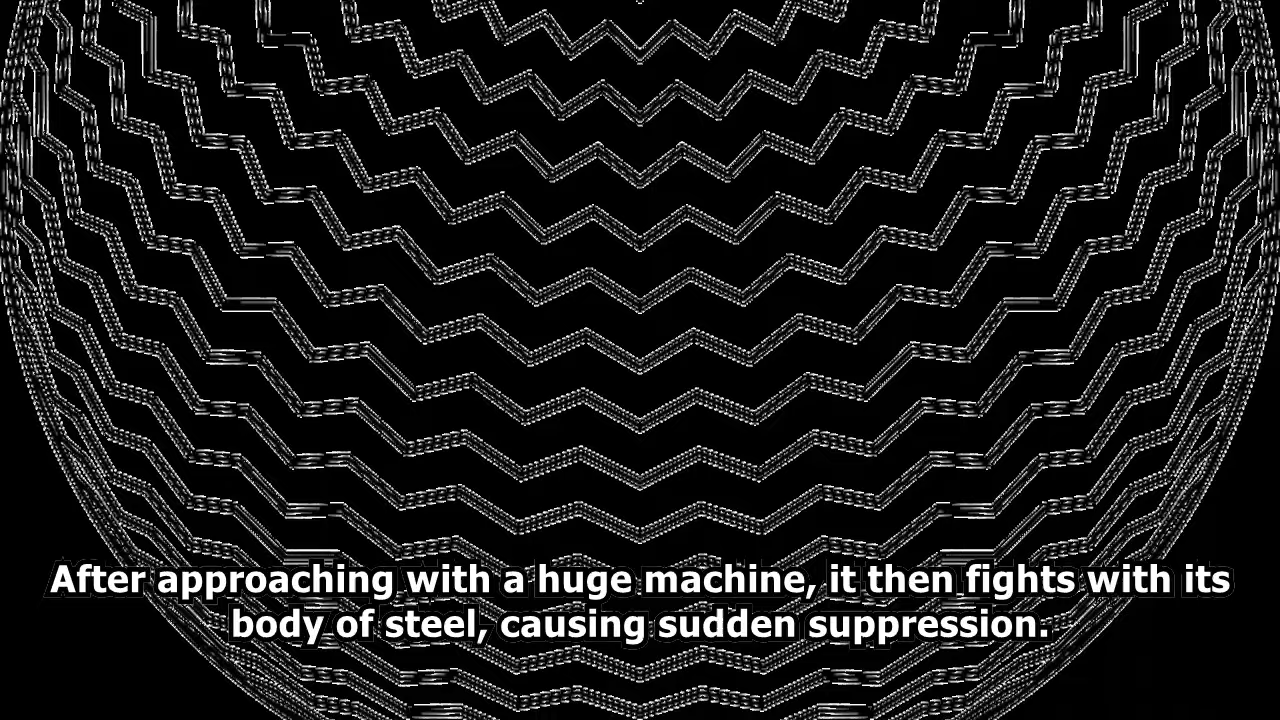 After approaching with a huge machine, it then fights with its
body of steel, causing sudden suppression.